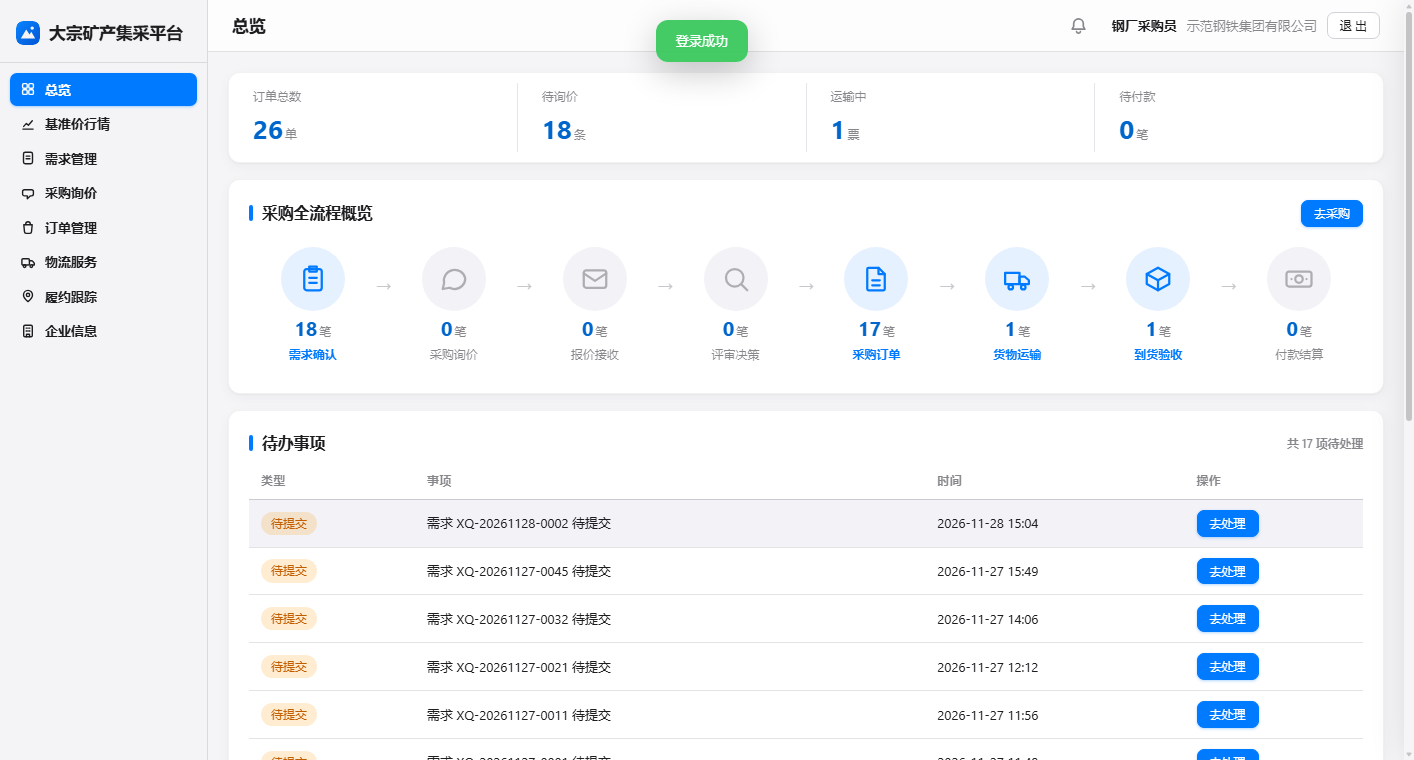 大宗矿产集采平台
总览
基准价行情
需求管理
采购询价
订单管理
物流服务
履约跟踪
企业信息
总览
登录成功
钢厂采购员 示范钢铁集团有限公司 退 出
订单总数 待询价 运输中 待付款
26单 18条 1票 0笔
采购全流程概览 去采购
→ → → → → → →
18笔 0笔 0笔 0笔 17笔 1笔 1笔 0笔
需求确认 采购询价 报价接收 评审决策 采购订单 货物运输 到货验收 付款结算
待办事项 共 17 项待处理
类型 事项 时间 操作
待提交 需求 XQ-20261128-0002 待提交 2026-11-28 15:04 去处理
待提交 需求 XQ-20261127-0045 待提交 2026-11-27 15:49 去处理
待提交 需求 XQ-20261127-0032 待提交 2026-11-27 14:06 去处理
待提交 需求 XQ-20261127-0021 待提交 2026-11-27 12:12 去处理
待提交 需求 XQ-20261127-0011 待提交 2026-11-27 11:56 去处理